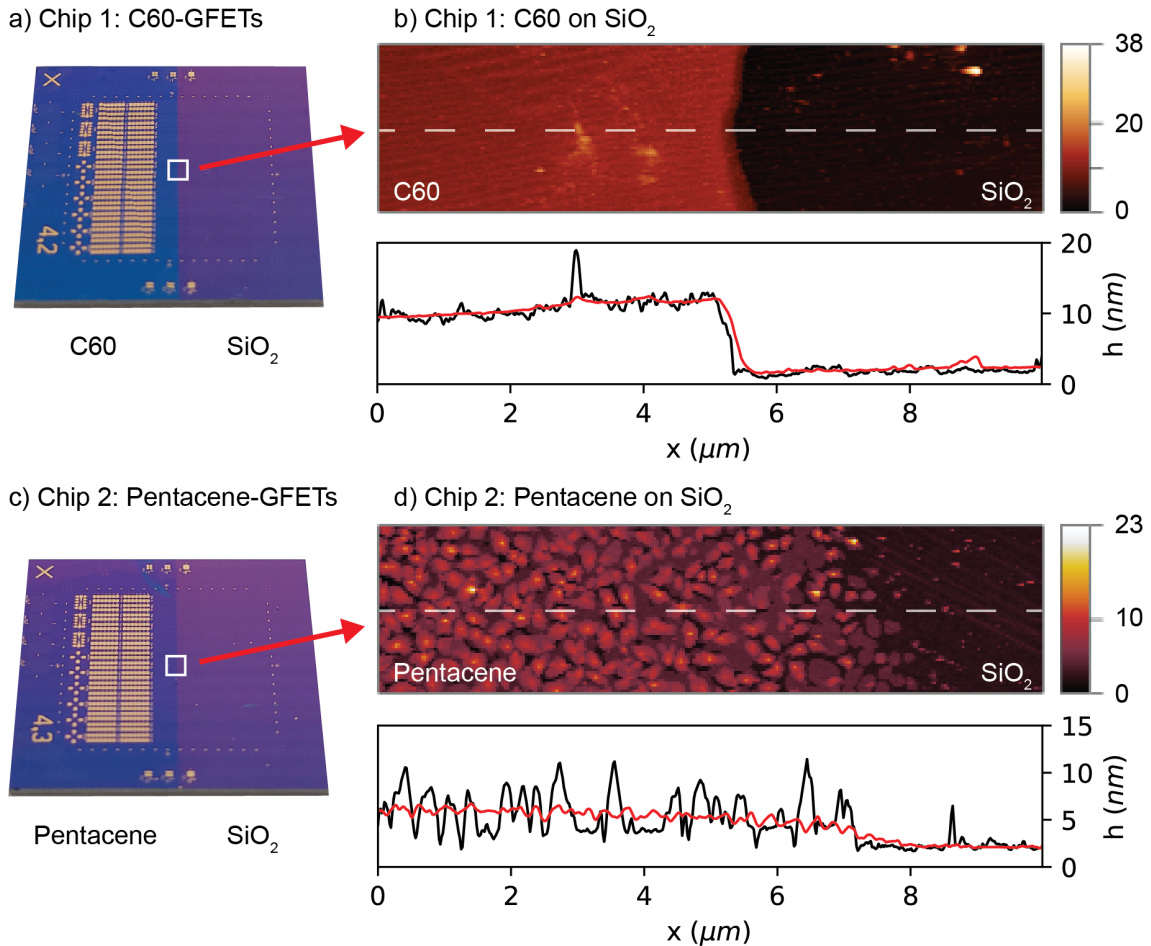 a) Chip 1: C60-GFETs
b) Chip 1: C60 on SiO₂
4,2
C60 SiO₂
C60 SiO₂
38
20
0
20
10
0
h (nm)
0 2 4 6 8
x (μm)
c) Chip 2: Pentacene-GFETs
d) Chip 2: Pentacene on SiO₂
4,3
Pentacene SiO₂
Pentacene SiO₂
23
10
0
15
10
5
0
h (nm)
0 2 4 6 8
x (μm)